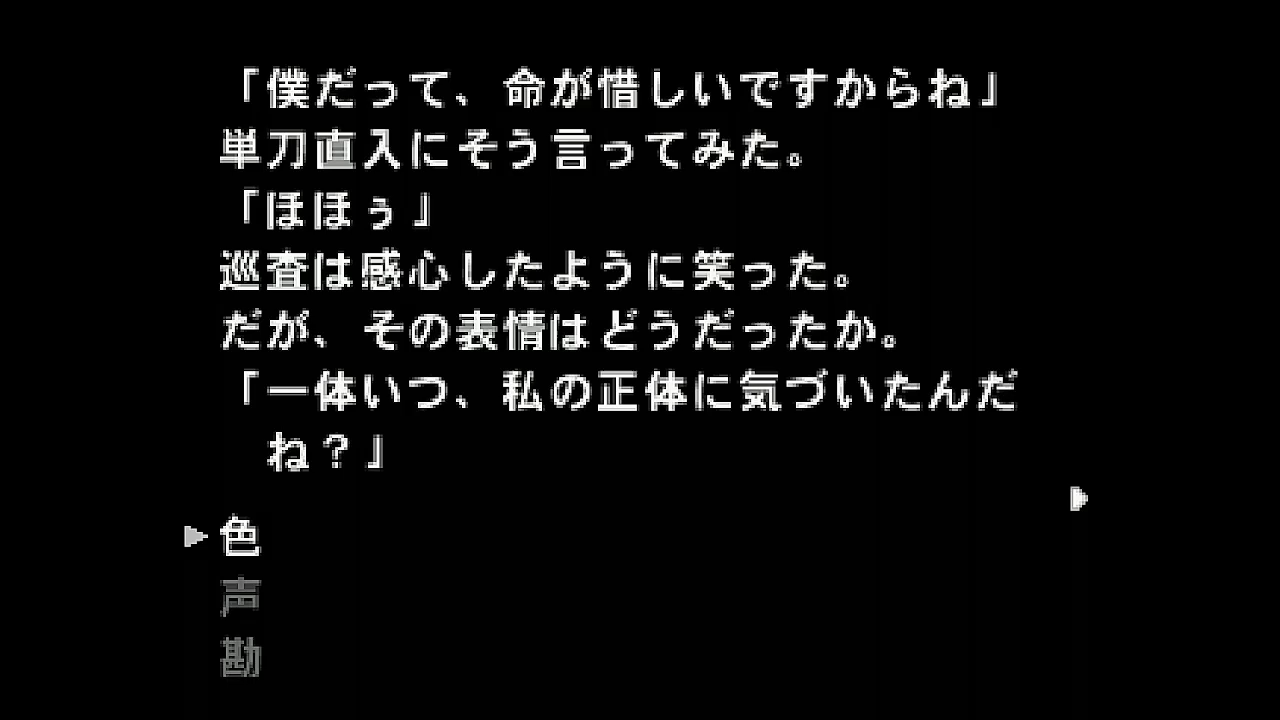 「僕だって、命が惜しいですからね」
単刀直入にそう言ってみた。
「ほほぅ」
巡査は感心したように笑った。
だが、その表情はどうだったか。
「一体いつ、私の正体に気づいたんだ
ね？」
色
声
勘